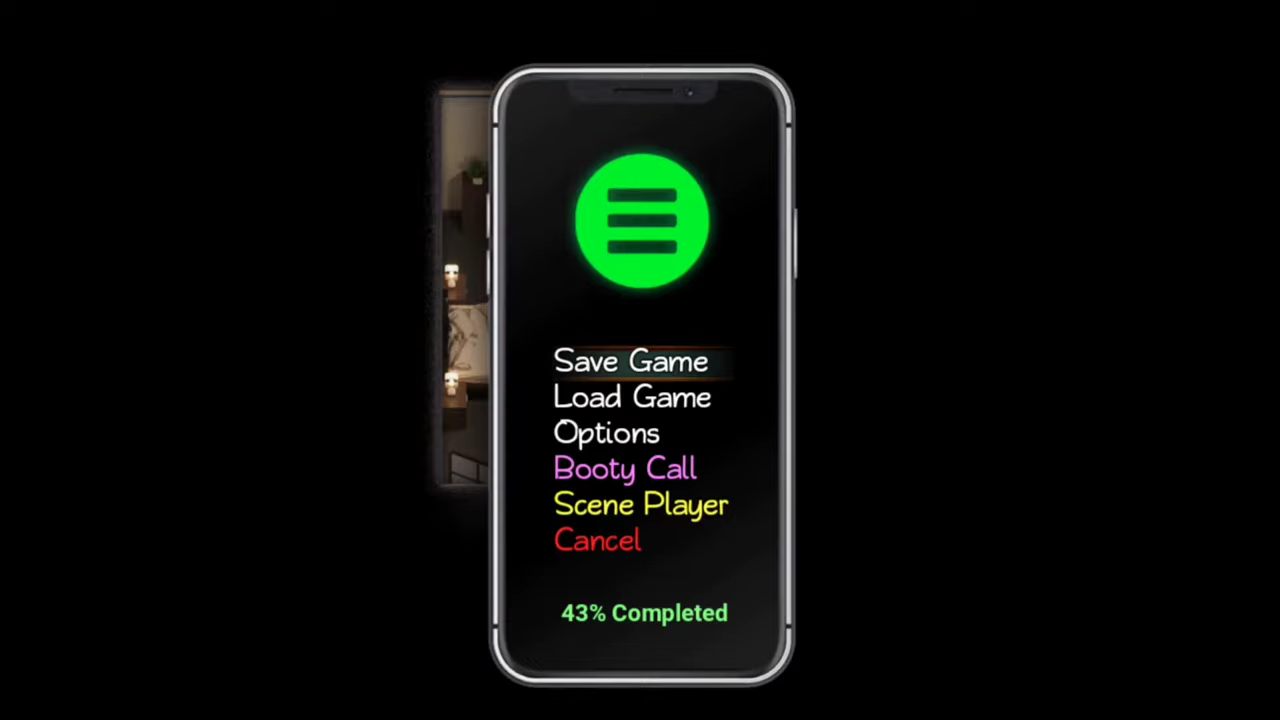 Save Game
Load Game
Options
Booty Call
Scene Player
Cancel
43% Completed